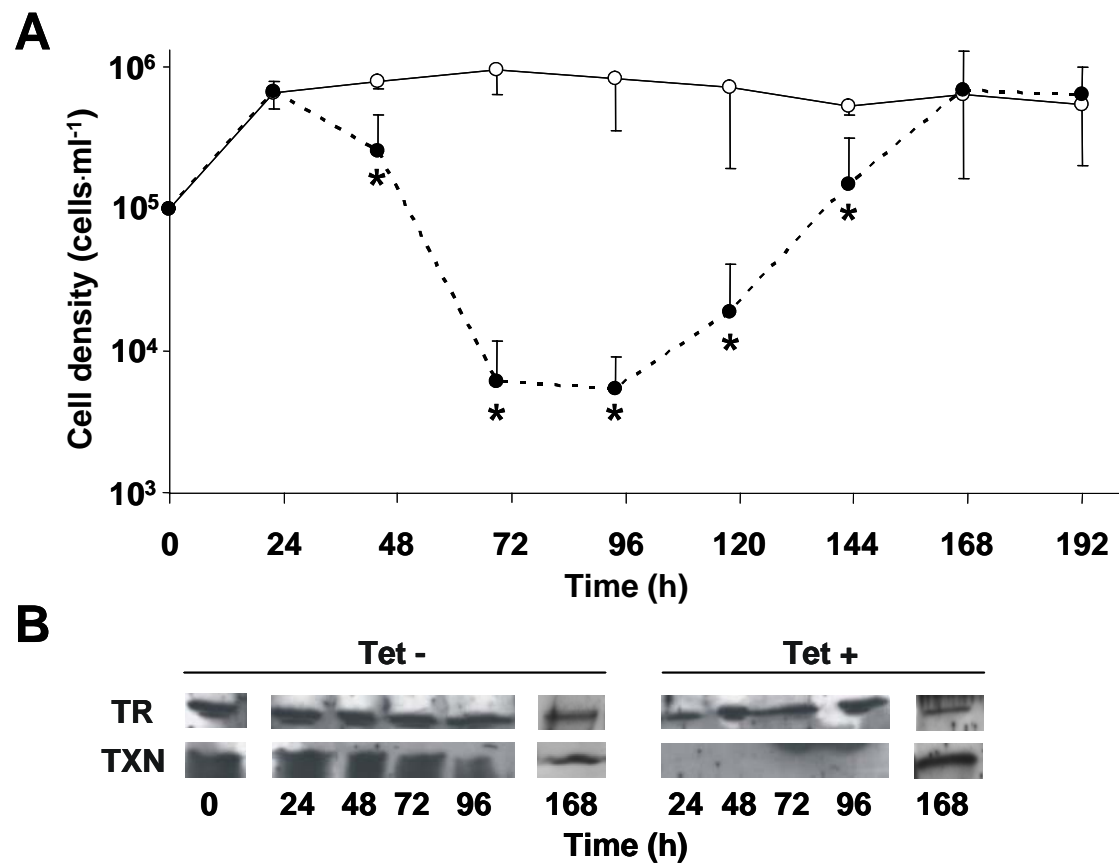 A
Cell density (cells·ml⁻¹)
10⁶
10⁵
10⁴
10³
*
*
*
*
*
0 24 48 72 96 120 144 168 192
Time (h)
B
Tet - Tet +
TR
TXN
0 24 48 72 96 168 24 48 72 96 168
Time (h)